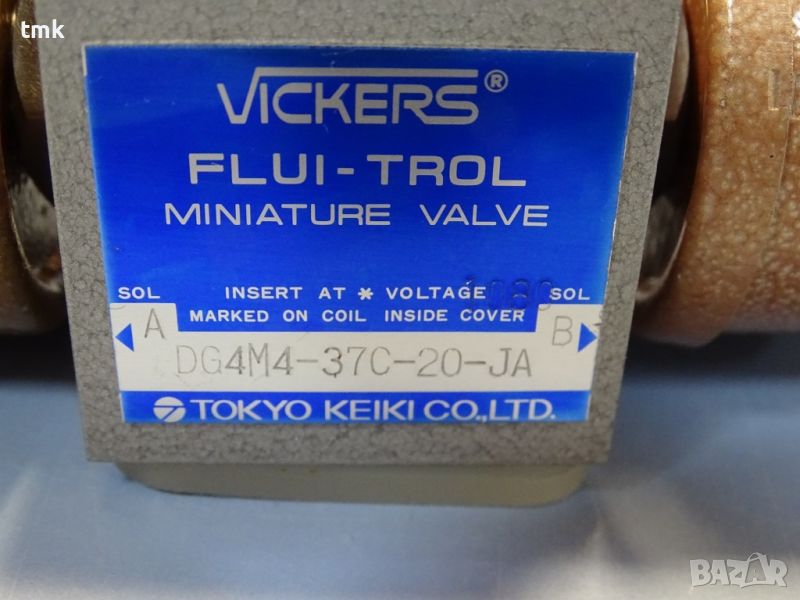 tmk
VICKERS®
FLUI-TROL
MINIATURE VALVE
SOL INSERT AT * VOLTAGE SOL
MARKED ON COIL INSIDE COVER
A B
DG4M4-37C-20-JA
TOKYO KEIKI CO.,LTD.
BAZAR